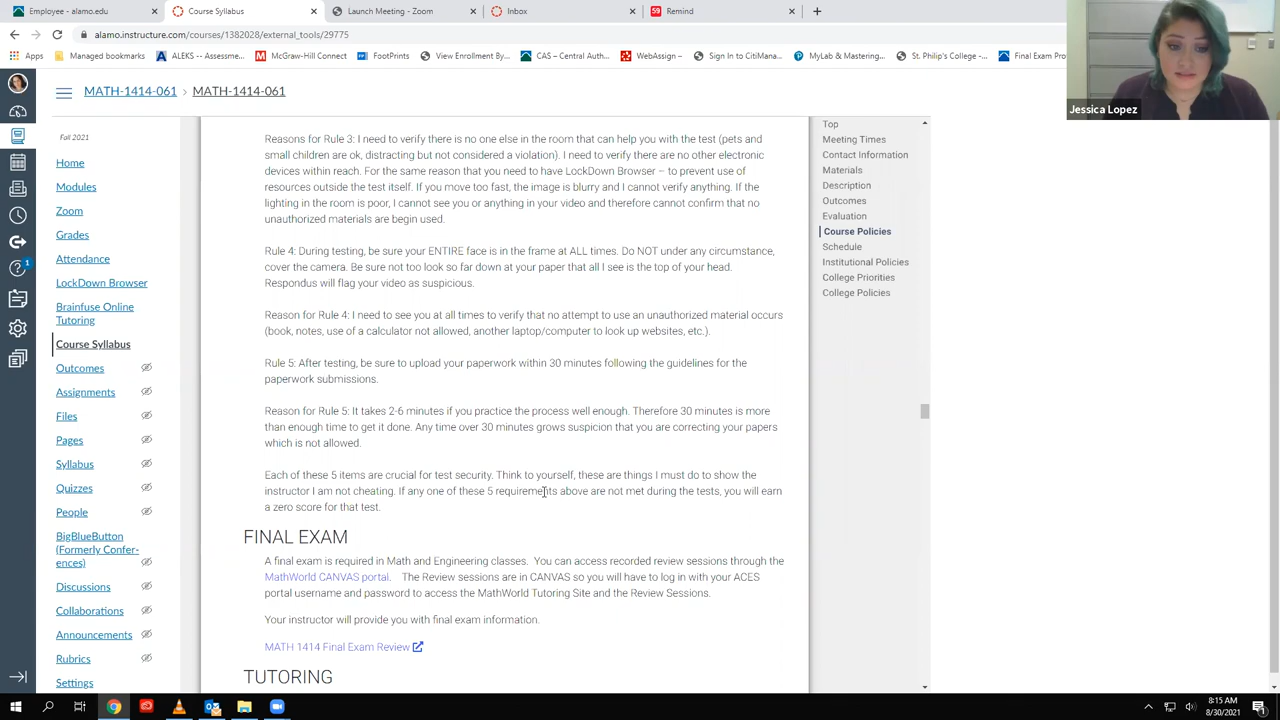 Employee - alamo.edu
Course Syllabus
Launch Meeting - Zoom
Inbox
Remind
alamo.instructure.com/courses/1382028/external_tools/29775
Apps
Managed bookmarks
ALEKS -- Assessme...
McGraw-Hill Connect
FootPrints
View Enrollment By...
CAS – Central Auth...
WebAssign –
Sign In to CitiMana...
MyLab & Mastering...
St. Philip's College -...
Final Exam Pro
Jessica Lopez
MATH-1414-061 › MATH-1414-061
Fall 2021
Home
Modules
Zoom
Grades
Attendance
LockDown Browser
Brainfuse Online
Tutoring
Course Syllabus
Outcomes
Assignments
Files
Pages
Syllabus
Quizzes
People
BigBlueButton
(Formerly Confer-
ences)
Discussions
Collaborations
Announcements
Rubrics
Settings
Reasons for Rule 3: I need to verify there is no one else in the room that can help you with the test (pets and
small children are ok, distracting but not considered a violation). I need to verify there are no other electronic
devices within reach. For the same reason that you need to have LockDown Browser – to prevent use of
resources outside the test itself. If you move too fast, the image is blurry and I cannot verify anything. If the
lighting in the room is poor, I cannot see you or anything in your video and therefore cannot confirm that no
unauthorized materials are begin used.
Rule 4: During testing, be sure your ENTIRE face is in the frame at ALL times. Do NOT under any circumstance,
cover the camera. Be sure not too look so far down at your paper that all I see is the top of your head.
Respondus will flag your video as suspicious.
Reason for Rule 4: I need to see you at all times to verify that no attempt to use an unauthorized material occurs
(book, notes, use of a calculator not allowed, another laptop/computer to look up websites, etc.).
Rule 5: After testing, be sure to upload your paperwork within 30 minutes following the guidelines for the
paperwork submissions.
Reason for Rule 5: It takes 2-6 minutes if you practice the process well enough. Therefore 30 minutes is more
than enough time to get it done. Any time over 30 minutes grows suspicion that you are correcting your papers
which is not allowed.
Each of these 5 items are crucial for test security. Think to yourself, these are things I must do to show the
instructor I am not cheating. If any one of these 5 requirements above are not met during the tests, you will earn
a zero score for that test.
FINAL EXAM
A final exam is required in Math and Engineering classes. You can access recorded review sessions through the
MathWorld CANVAS portal. The Review sessions are in CANVAS so you will have to log in with your ACES
portal username and password to access the MathWorld Tutoring Site and the Review Sessions.
Your instructor will provide you with final exam information.
MATH 1414 Final Exam Review
TUTORING
Top
Meeting Times
Contact Information
Materials
Description
Outcomes
Evaluation
Course Policies
Schedule
Institutional Policies
College Priorities
College Policies
8:15 AM
8/30/2021